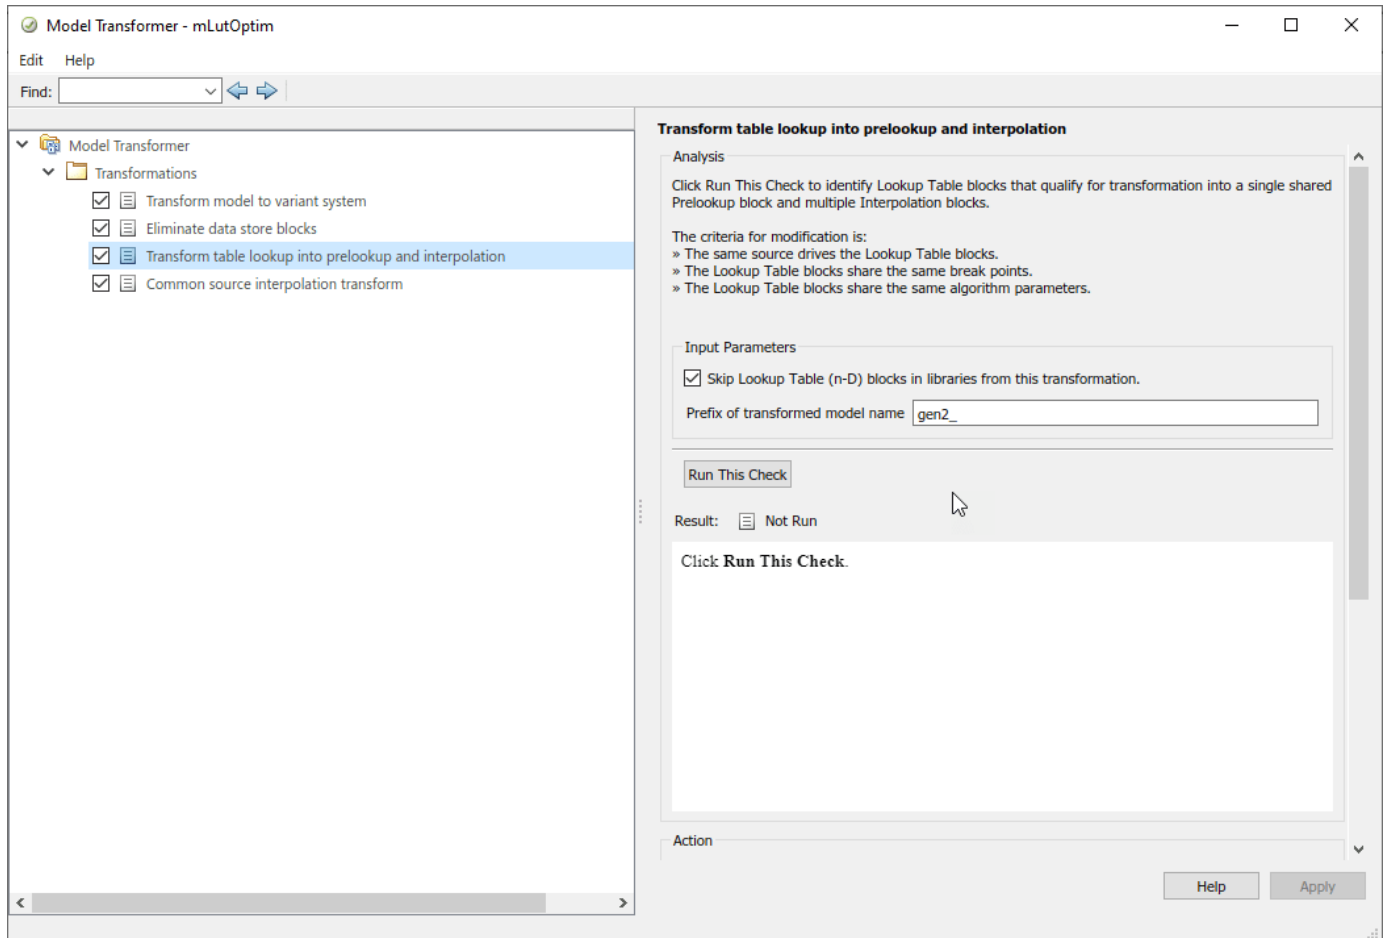 Model Transformer - mLutOptim
Edit Help
Find:
Model Transformer
Transformations
Transform model to variant system
Eliminate data store blocks
Transform table lookup into prelookup and interpolation
Common source interpolation transform
Transform table lookup into prelookup and interpolation
Analysis
Click Run This Check to identify Lookup Table blocks that qualify for transformation into a single shared
Prelookup block and multiple Interpolation blocks.
The criteria for modification is:
» The same source drives the Lookup Table blocks.
» The Lookup Table blocks share the same break points.
» The Lookup Table blocks share the same algorithm parameters.
Input Parameters
Skip Lookup Table (n-D) blocks in libraries from this transformation.
Prefix of transformed model name gen2_
Run This Check
Result: Not Run
Click Run This Check.
Action
Help Apply